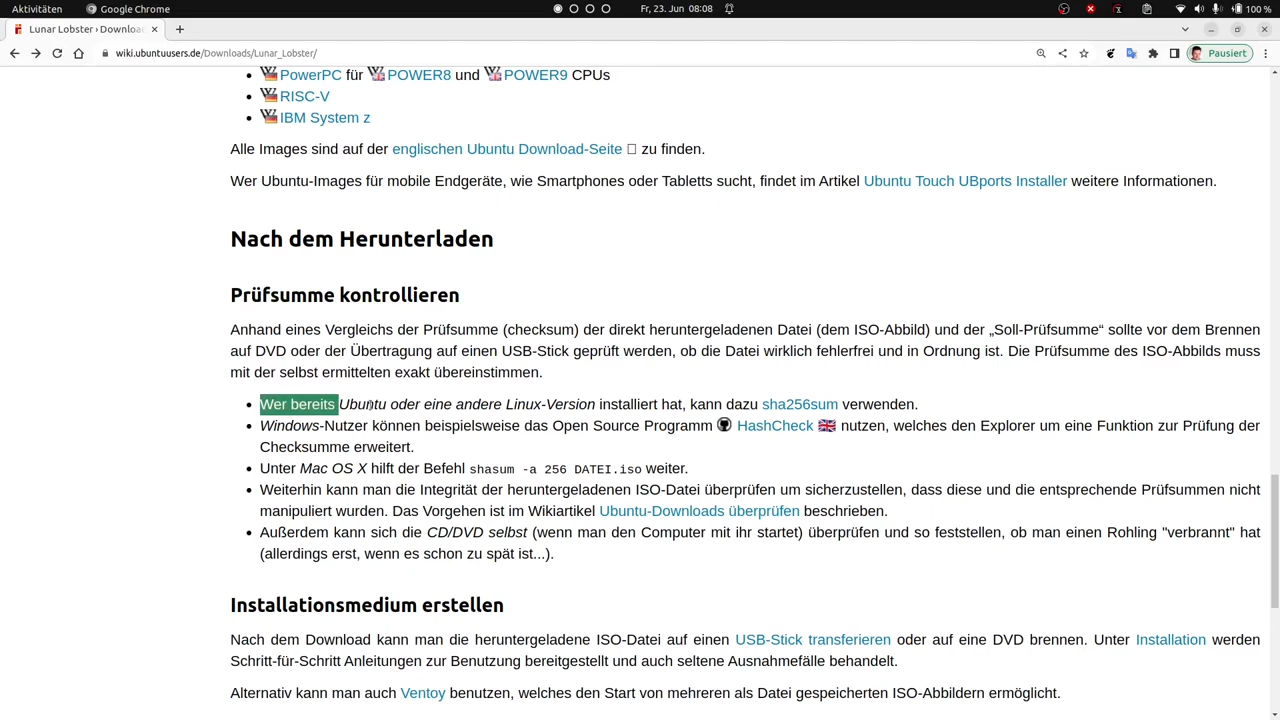 Aktivitäten Google Chrome Fr, 23. Jun 08:08 100 %
Lunar Lobster › Downloa
wiki.ubuntuusers.de/Downloads/Lunar_Lobster/ Pausiert
PowerPC für POWER8 und POWER9 CPUs
RISC-V
IBM System z
Alle Images sind auf der englischen Ubuntu Download-Seite zu finden.
Wer Ubuntu-Images für mobile Endgeräte, wie Smartphones oder Tabletts sucht, findet im Artikel Ubuntu Touch UBports Installer weitere Informationen.
Nach dem Herunterladen
Prüfsumme kontrollieren
Anhand eines Vergleichs der Prüfsumme (checksum) der direkt heruntergeladenen Datei (dem ISO-Abbild) und der „Soll-Prüfsumme“ sollte vor dem Brennen
auf DVD oder der Übertragung auf einen USB-Stick geprüft werden, ob die Datei wirklich fehlerfrei und in Ordnung ist. Die Prüfsumme des ISO-Abbilds muss
mit der selbst ermittelten exakt übereinstimmen.
Wer bereits Ubuntu oder eine andere Linux-Version installiert hat, kann dazu sha256sum verwenden.
Windows-Nutzer können beispielsweise das Open Source Programm HashCheck nutzen, welches den Explorer um eine Funktion zur Prüfung der
Checksumme erweitert.
Unter Mac OS X hilft der Befehl shasum -a 256 DATEI.iso weiter.
Weiterhin kann man die Integrität der heruntergeladenen ISO-Datei überprüfen um sicherzustellen, dass diese und die entsprechende Prüfsummen nicht
manipuliert wurden. Das Vorgehen ist im Wikiartikel Ubuntu-Downloads überprüfen beschrieben.
Außerdem kann sich die CD/DVD selbst (wenn man den Computer mit ihr startet) überprüfen und so feststellen, ob man einen Rohling "verbrannt" hat
(allerdings erst, wenn es schon zu spät ist...).
Installationsmedium erstellen
Nach dem Download kann man die heruntergeladene ISO-Datei auf einen USB-Stick transferieren oder auf eine DVD brennen. Unter Installation werden
Schritt-für-Schritt Anleitungen zur Benutzung bereitgestellt und auch seltene Ausnahmefälle behandelt.
Alternativ kann man auch Ventoy benutzen, welches den Start von mehreren als Datei gespeicherten ISO-Abbildern ermöglicht.